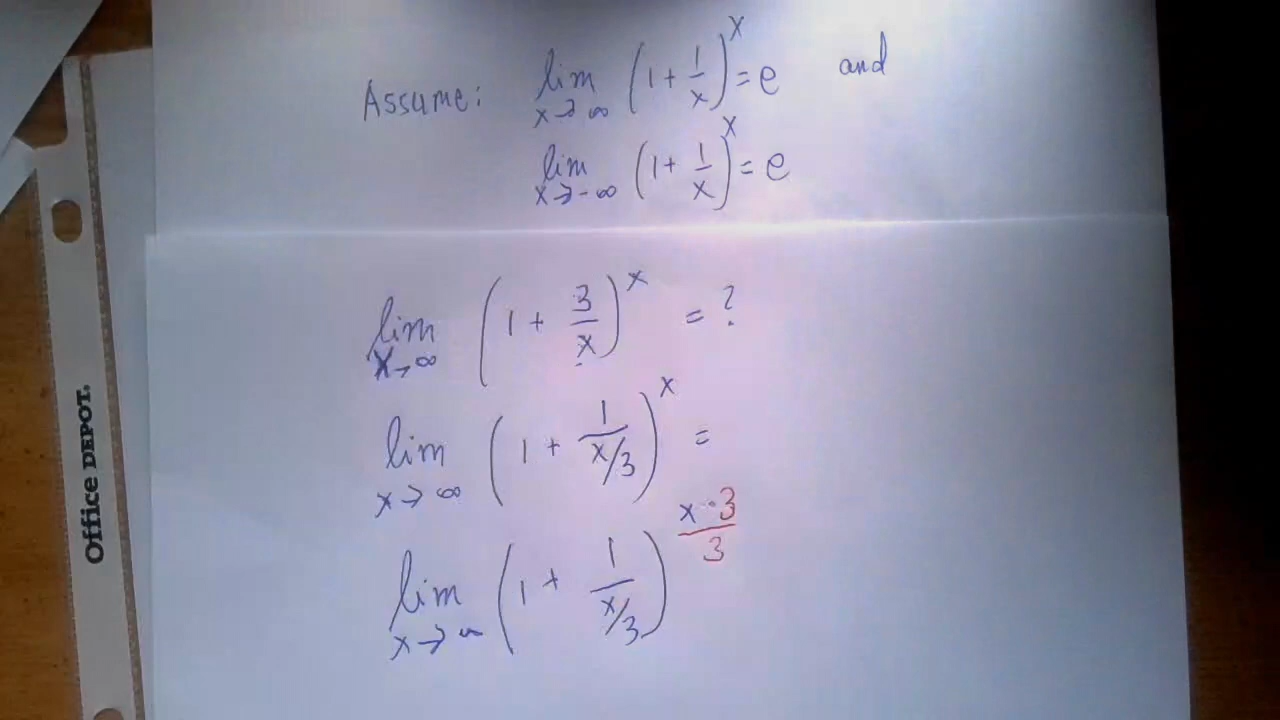 Assume: lim x→∞ (1 + 1/x)^x = e and
lim x→-∞ (1 + 1/x)^x = e
lim x→∞ (1 + 3/x)^x = ?
lim x→∞ (1 + 1/(x/3))^x =
lim x→∞ (1 + 1/(x/3))^((x·3)/3)
Office DEPOT.